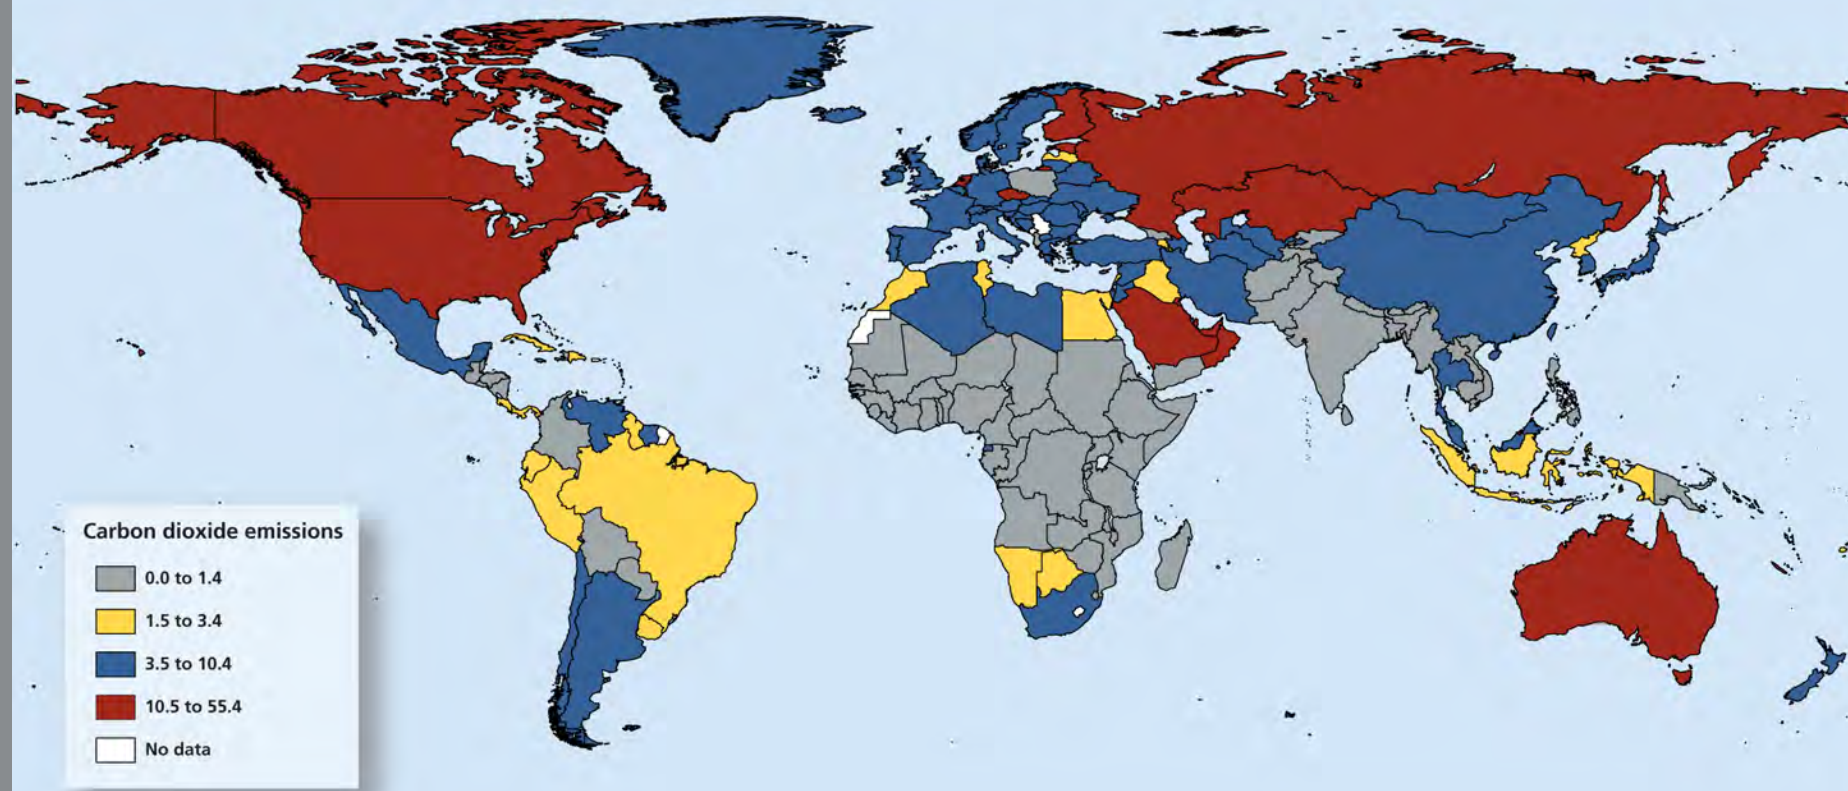 Carbon dioxide emissions
0.0 to 1.4
1.5 to 3.4
3.5 to 10.4
10.5 to 55.4
No data